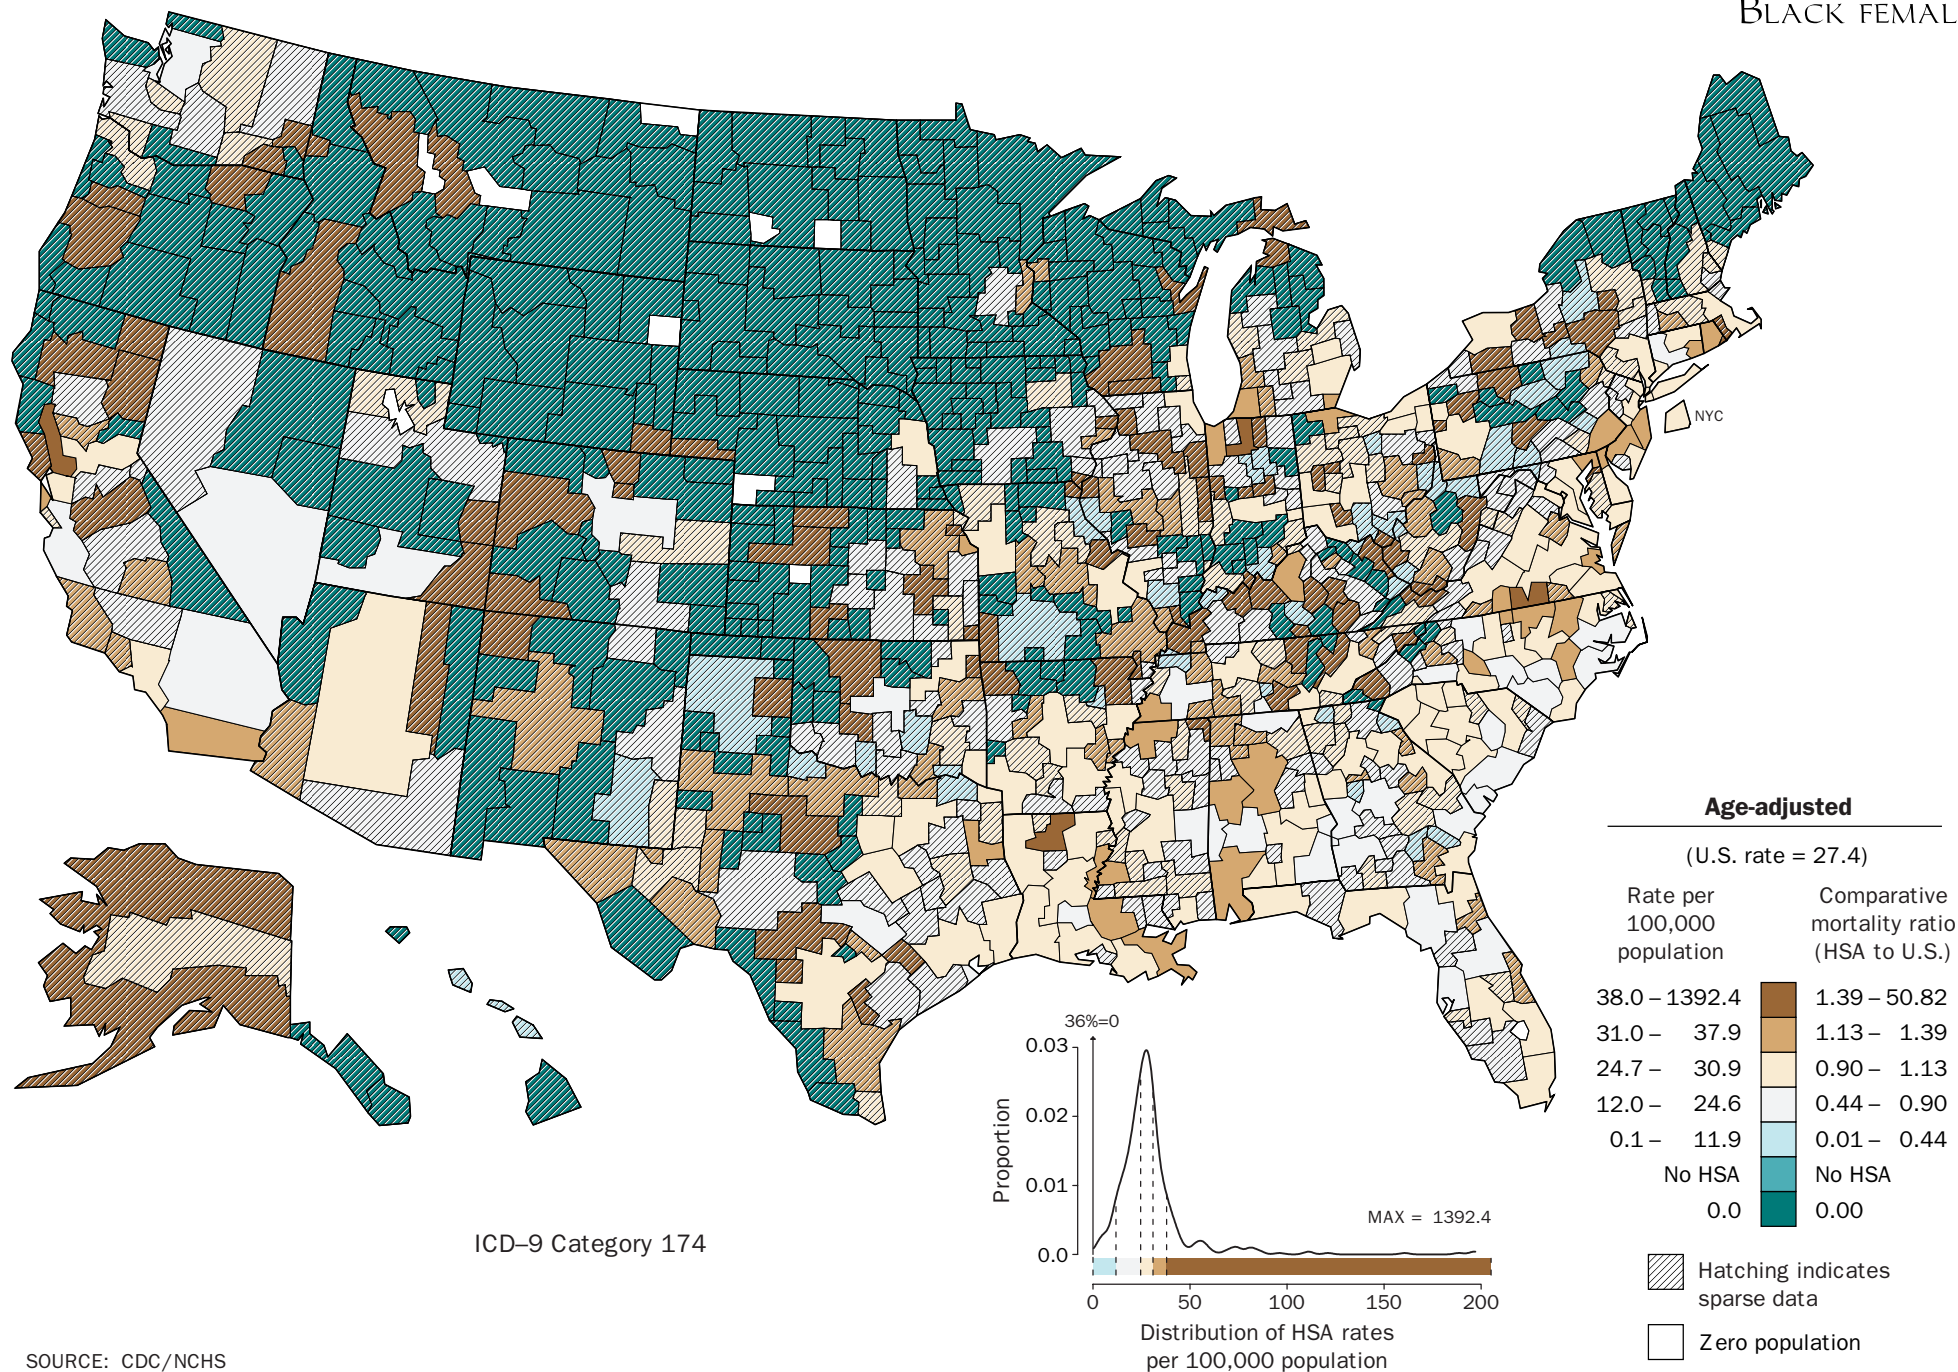 BLACK FEMAL
NYC
Age-adjusted
(U.S. rate = 27.4)
Rate per 100,000 population
Comparative mortality ratio (HSA to U.S.)
38.0 – 1392.4 1.39 – 50.82
31.0 – 37.9 1.13 – 1.39
24.7 – 30.9 0.90 – 1.13
12.0 – 24.6 0.44 – 0.90
0.1 – 11.9 0.01 – 0.44
No HSA No HSA
0.0 0.00
Hatching indicates
sparse data
Zero population
36%=0
0.03
0.02
0.01
0.0
Proportion
MAX = 1392.4
0 50 100 150 200
Distribution of HSA rates
per 100,000 population
ICD–9 Category 174
SOURCE: CDC/NCHS